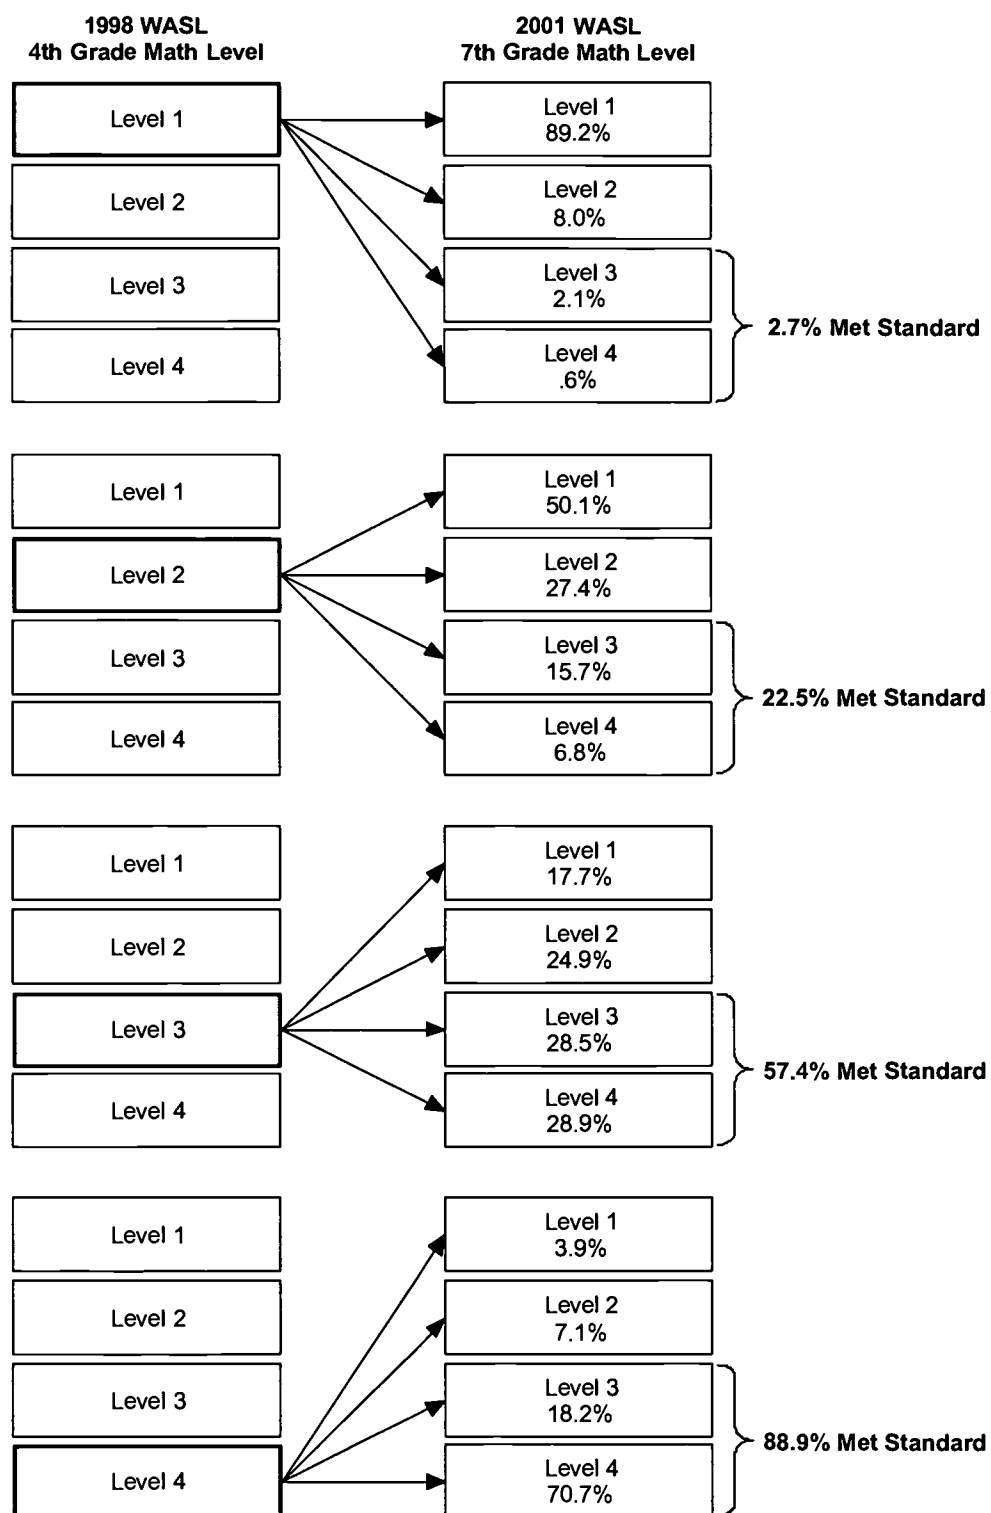 1998 WASL
4th Grade Math Level
2001 WASL
7th Grade Math Level
Level 1
Level 1
89.2%
Level 2
Level 2
8.0%
Level 3
Level 3
2.1%
2.7% Met Standard
Level 4
Level 4
.6%
Level 1
Level 1
50.1%
Level 2
Level 2
27.4%
Level 3
Level 3
15.7%
22.5% Met Standard
Level 4
Level 4
6.8%
Level 1
Level 1
17.7%
Level 2
Level 2
24.9%
Level 3
Level 3
28.5%
57.4% Met Standard
Level 4
Level 4
28.9%
Level 1
Level 1
3.9%
Level 2
Level 2
7.1%
Level 3
Level 3
18.2%
88.9% Met Standard
Level 4
Level 4
70.7%